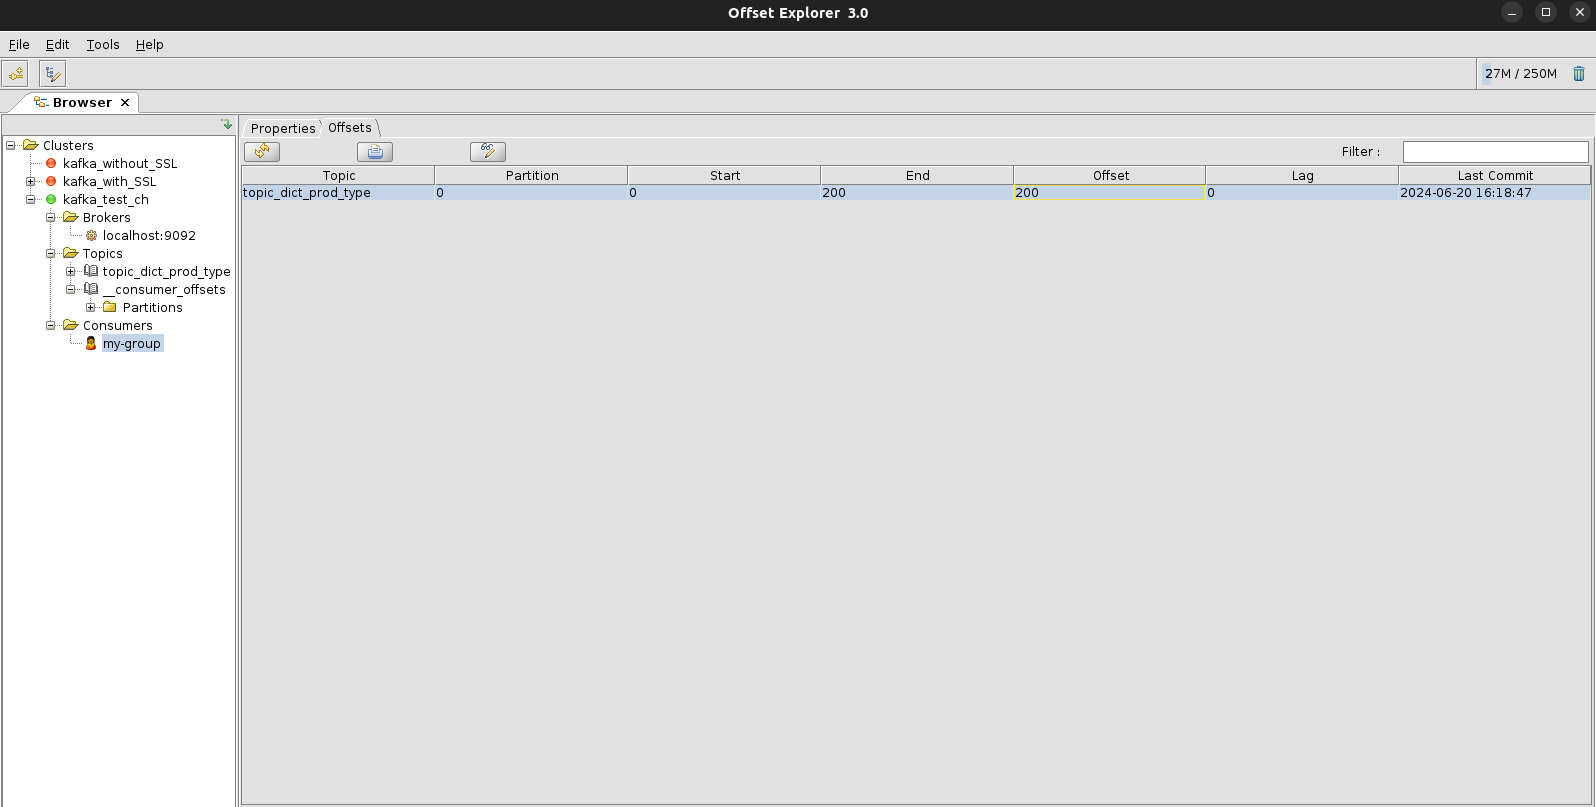 Offset Explorer 3.0
File Edit Tools Help
27M / 250M
Browser
Clusters
kafka_without_SSL
kafka_with_SSL
kafka_test_ch
Brokers
localhost:9092
Topics
topic_dict_prod_type
__consumer_offsets
Partitions
Consumers
my-group
Properties Offsets
Filter :
Topic Partition Start End Offset Lag Last Commit
topic_dict_prod_type 0 0 200 200 0 2024-06-20 16:18:47